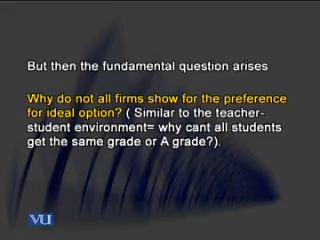 But then the fundamental question arises
Why do not all firms show for the preference
for ideal option? ( Similar to the teacher-
student environment= why cant all students
get the same grade or A grade?).
VU